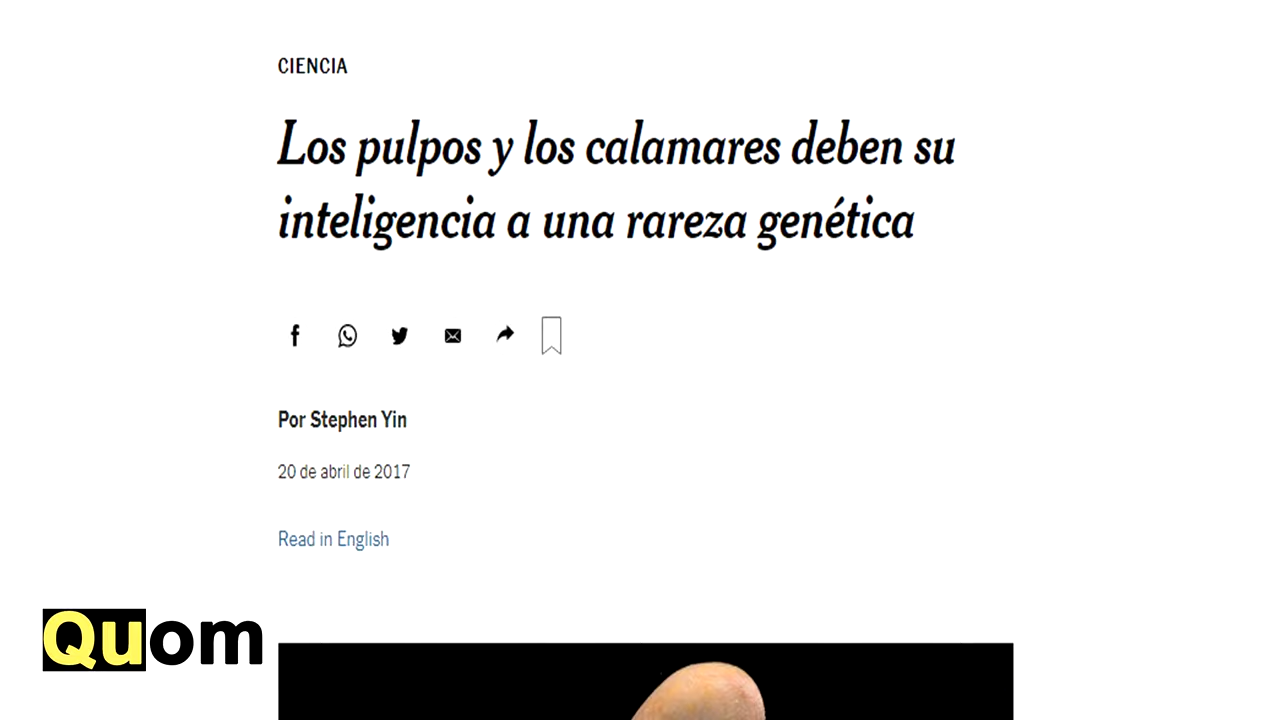 CIENCIA
Los pulpos y los calamares deben su
inteligencia a una rareza genética
Por Stephen Yin
20 de abril de 2017
Read in English
Quom